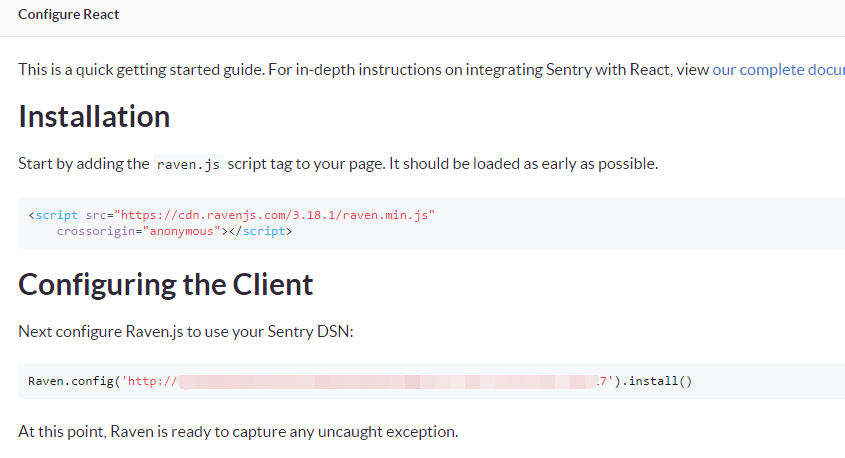 Configure React
This is a quick getting started guide. For in-depth instructions on integrating Sentry with React, view our complete
Installation
Start by adding the raven.js script tag to your page. It should be loaded as early as possible.
<script src="https://cdn.ravenjs.com/3.18.1/raven.min.js"
crossorigin="anonymous"></script>
Configuring the Client
Next configure Raven.js to use your Sentry DSN:
Raven.config('http:// 7').install()
At this point, Raven is ready to capture any uncaught exception.